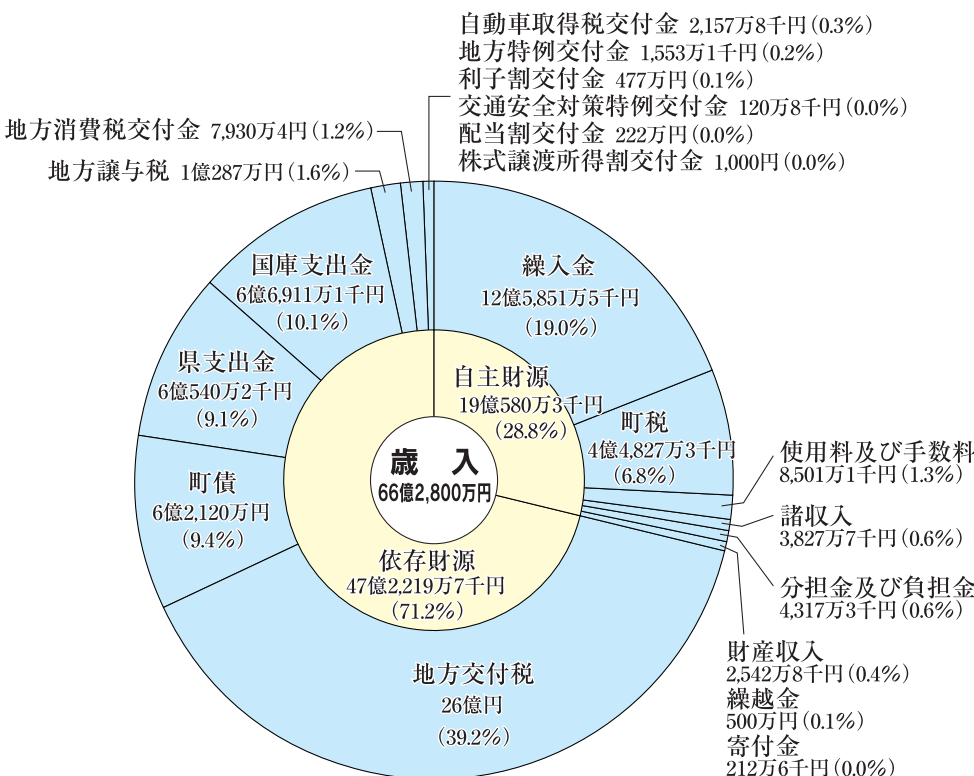 自動車取得税交付金 2,157万8千円(0.3%)
地方特例交付金 1,553万1千円(0.2%)
利子割交付金 477万円(0.1%)
交通安全対策特例交付金 120万8千円(0.0%)
配当割交付金 222万円(0.0%)
株式譲渡所得割交付金 1,000円(0.0%)
地方消費税交付金 7,930万4円(1.2%)
地方譲与税 1億287万円(1.6%)
国庫支出金
6億6,911万1千円
(10.1%)
県支出金
6億540万2千円
(9.1%)
町債
6億2,120万円
(9.4%)
繰入金
12億5,851万5千円
(19.0%)
自主財源
19億580万3千円
(28.8%)
町税
4億4,827万3千円
(6.8%)
歳 入
66億2,800万円
依存財源
47億2,219万7千円
(71.2%)
地方交付税
26億円
(39.2%)
使用料及び手数料
8,501万1千円(1.3%)
諸収入
3,827万7千円(0.6%)
分担金及び負担金
4,317万3千円(0.6%)
財産収入
2,542万8千円(0.4%)
繰越金
500万円(0.1%)
寄付金
212万6千円(0.0%)